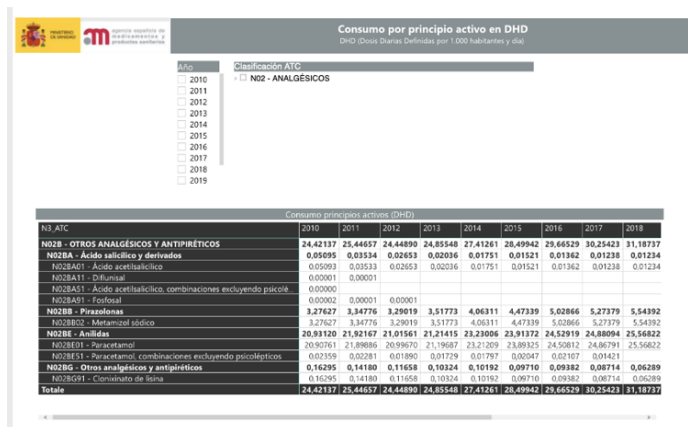 MINISTERIO DE SANIDAD
agencia española de medicamentos y productos sanitarios
Consumo por principio activo en DHD
DHD (Dosis Diarias Definidas por 1.000 habitantes y día)
Año
2010
2011
2012
2013
2014
2015
2016
2017
2018
2019
Clasificación ATC
N02 - ANALGÉSICOS
Consumo principios activos (DHD)
N3_ATC 2010 2011 2012 2013 2014 2015 2016 2017 2018
N02B - OTROS ANALGÉSICOS Y ANTIPIRÉTICOS 24,42137 25,44657 24,44890 24,85548 27,41261 28,49942 29,66529 30,25423 31,18737
N02BA - Ácido salicílico y derivados 0,05095 0,03534 0,02653 0,02036 0,01751 0,01521 0,01362 0,01238 0,01234
N02BA01 - Ácido acetilsalicílico 0,05093 0,03533 0,02653 0,02036 0,01751 0,01521 0,01362 0,01238 0,01234
N02BA11 - Diflunisal 0,00001 0,00001
N02BA51 - Ácido acetilsalicílico, combinaciones excluyendo psicolé... 0,00000
N02BA91 - Fosfosal 0,00002 0,00001 0,00001
N02BB - Pirazolonas 3,27627 3,34776 3,29019 3,51773 4,06311 4,47339 5,02866 5,27379 5,54392
N02BB02 - Metamizol sódico 3,27627 3,34776 3,29019 3,51773 4,06311 4,47339 5,02866 5,27379 5,54392
N02BE - Anilidas 20,93120 21,92167 21,01561 21,21415 23,23006 23,91372 24,52919 24,88094 25,56822
N02BE01 - Paracetamol 20,90761 21,89886 20,99670 21,19687 23,21209 23,89325 24,50812 24,86791 25,56822
N02BE51 - Paracetamol, combinaciones excluyendo psicolépticos 0,02359 0,02281 0,01890 0,01729 0,01797 0,02047 0,02107 0,01421
N02BG - Otros analgésicos y antipiréticos 0,16295 0,14180 0,11658 0,10324 0,10192 0,09710 0,09382 0,08714 0,06289
N02BG91 - Clonixinato de lisina 0,16295 0,14180 0,11658 0,10324 0,10192 0,09710 0,09382 0,08714 0,06289
Totale 24,42137 25,44657 24,44890 24,85548 27,41261 28,49942 29,66529 30,25423 31,18737